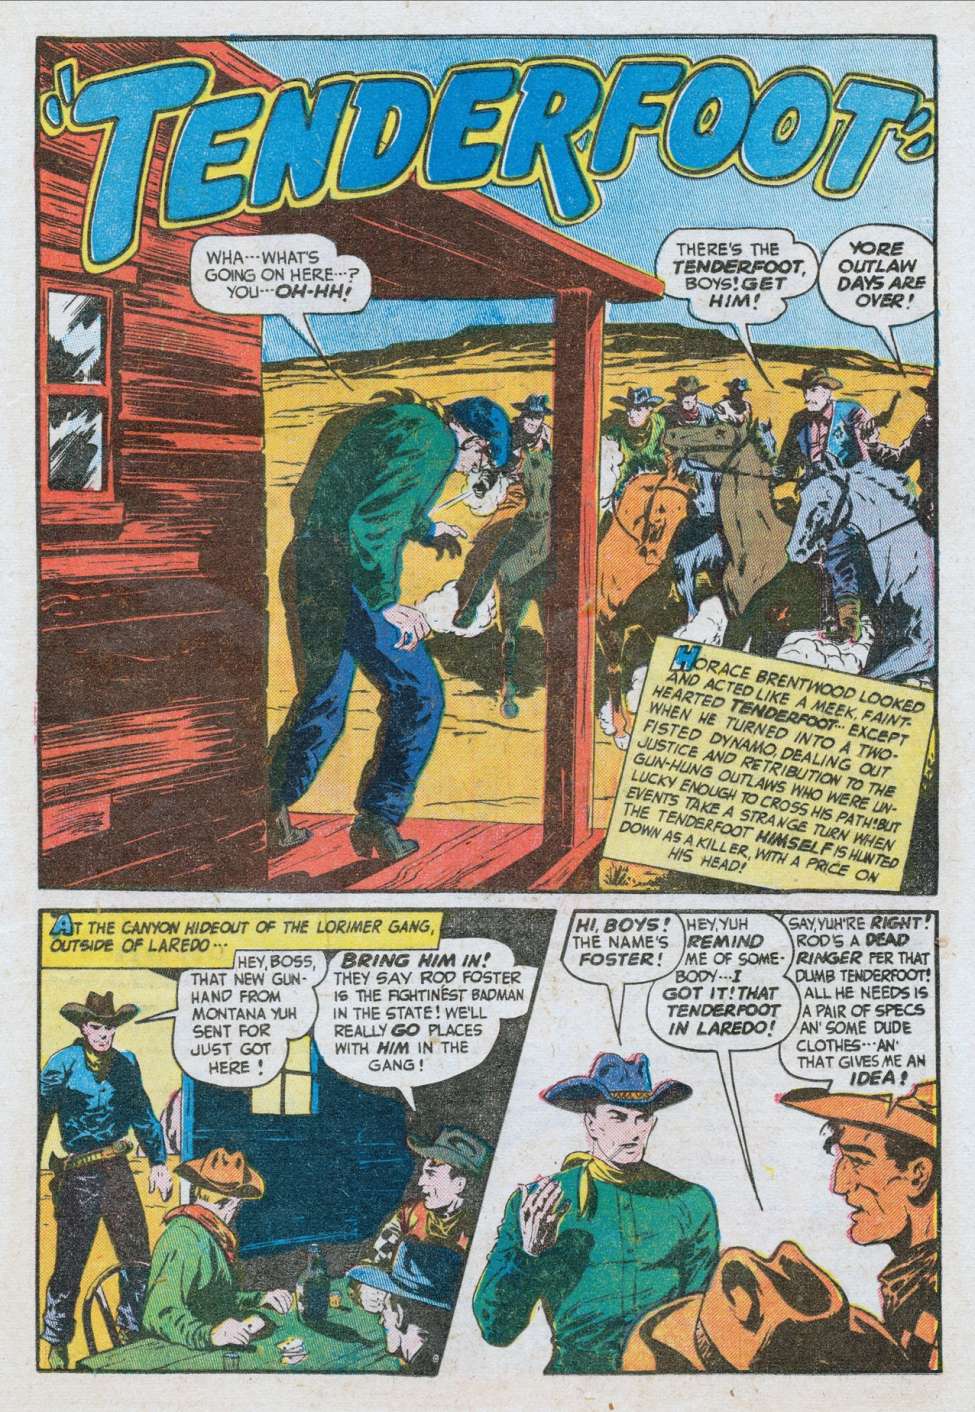 "TENDERFOOT"
WHA---WHAT'S
GOING ON HERE---?
YOU---OH-HH!
THERE'S THE
TENDERFOOT,
BOYS! GET
HIM!
YORE
OUTLAW
DAYS ARE
OVER!
HORACE BRENTWOOD LOOKED
AND ACTED LIKE A MEEK, FAINT-
HEARTED TENDERFOOT-- EXCEPT
WHEN HE TURNED INTO A TWO-
FISTED DYNAMO, DEALING OUT
JUSTICE AND RETRIBUTION TO THE
GUN-HUNG OUTLAWS WHO WERE UN-
LUCKY ENOUGH TO CROSS HIS PATH! BUT
EVENTS TAKE A STRANGE TURN WHEN
THE TENDERFOOT HIMSELF IS HUNTED
DOWN AS A KILLER, WITH A PRICE ON
HIS HEAD!
AT THE CANYON HIDEOUT OF THE LORIMER GANG,
OUTSIDE OF LAREDO---
HEY, BOSS,
THAT NEW GUN-
HAND FROM
MONTANA YUH
SENT FOR
JUST GOT
HERE!
BRING HIM IN!
THEY SAY ROD FOSTER
IS THE FIGHTINEST BADMAN
IN THE STATE! WE'LL
REALLY GO PLACES
WITH HIM IN THE
GANG!
HI, BOYS!
THE NAME'S
FOSTER!
HEY, YUH
REMIND
ME OF SOME-
BODY---I
GOT IT! THAT
TENDERFOOT
IN LAREDO!
SAY, YUH'RE RIGHT!
ROD'S A DEAD
RINGER FER THAT
DUMB TENDERFOOT!
ALL HE NEEDS IS
A PAIR OF SPECS
AN' SOME DUDE
CLOTHES---AN'
THAT GIVES ME AN
IDEA!